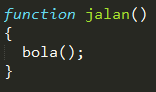 function jalan()
{
  bola();
}